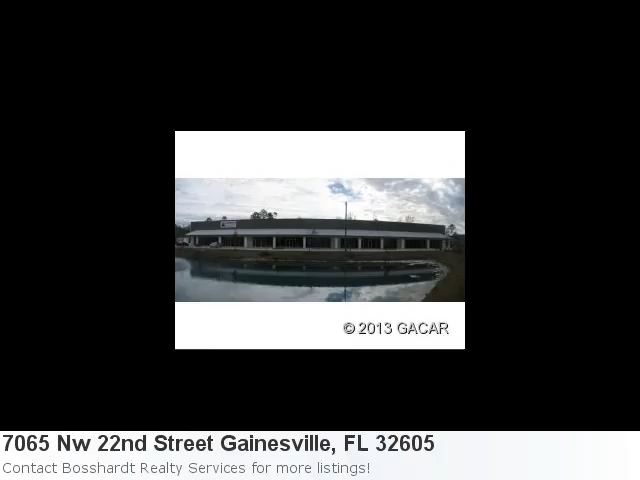 © 2013 GACAR
7065 Nw 22nd Street Gainesville, FL 32605
Contact Bosshardt Realty Services for more listings!